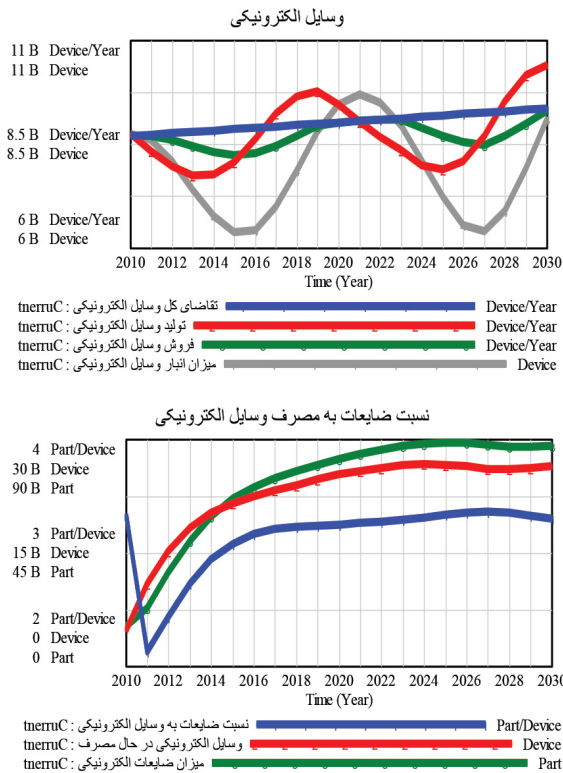 وسایل الکترونیکی
11 B Device/Year
11 B Device
8.5 B Device/Year
8.5 B Device
6 B Device/Year
6 B Device
2010 2012 2014 2016 2018 2020 2022 2024 2026 2028 2030
Time (Year)
تقاضای کل وسایل الکترونیکی : tnerruC Device/Year
تولید وسایل الکترونیکی : tnerruC Device/Year
فروش وسایل الکترونیکی : tnerruC Device/Year
میزان انبار وسایل الکترونیکی : tnerruC Device
نسبت ضایعات به مصرف وسایل الکترونیکی
4 Part/Device
30 B Device
90 B Part
3 Part/Device
15 B Device
45 B Part
2 Part/Device
0 Device
0 Part
2010 2012 2014 2016 2018 2020 2022 2024 2026 2028 2030
Time (Year)
نسبت ضایعات به وسایل الکترونیکی : tnerruC Part/Device
وسایل الکترونیکی در حال مصرف : tnerruC Device
میزان ضایعات الکترونیکی : tnerruC Part